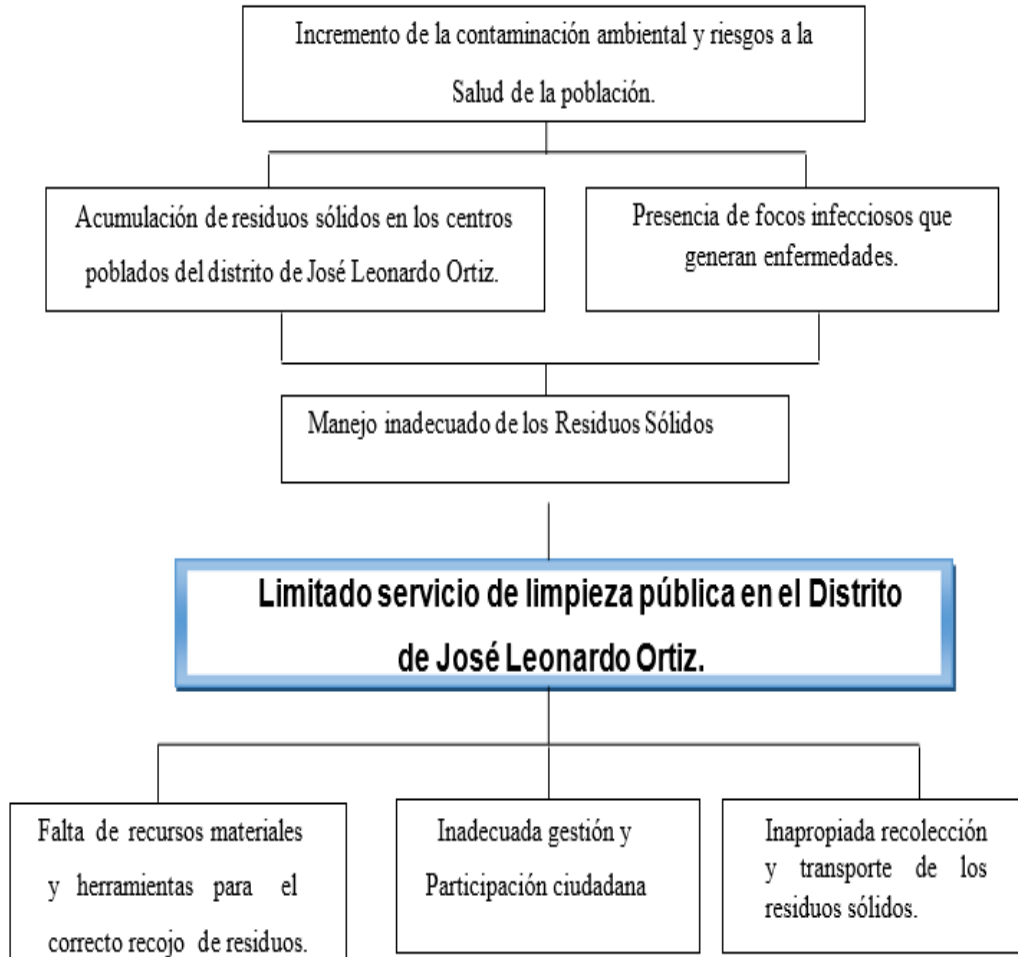 Incremento de la contaminación ambiental y riesgos a la
Salud de la población.
Acumulación de residuos sólidos en los centros
poblados del distrito de José Leonardo Ortiz.
Presencia de focos infecciosos que
generan enfermedades.
Manejo inadecuado de los Residuos Sólidos
Limitado servicio de limpieza pública en el Distrito
de José Leonardo Ortiz.
Falta de recursos materiales
y herramientas para el
correcto recojo de residuos.
Inadecuada gestión y
Participación ciudadana
Inapropiada recolección
y transporte de los
residuos sólidos.